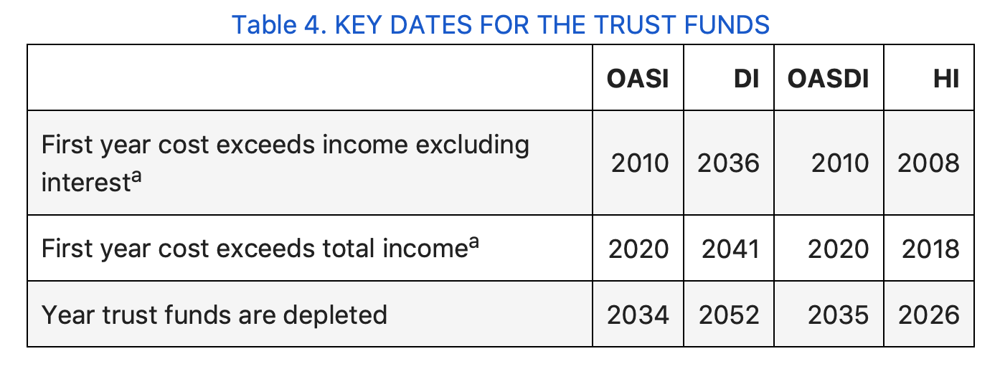 Table 4. KEY DATES FOR THE TRUST FUNDS
OASI DI OASDI HI
First year cost exceeds income excluding
interestᵃ 2010 2036 2010 2008
First year cost exceeds total incomeᵃ 2020 2041 2020 2018
Year trust funds are depleted 2034 2052 2035 2026